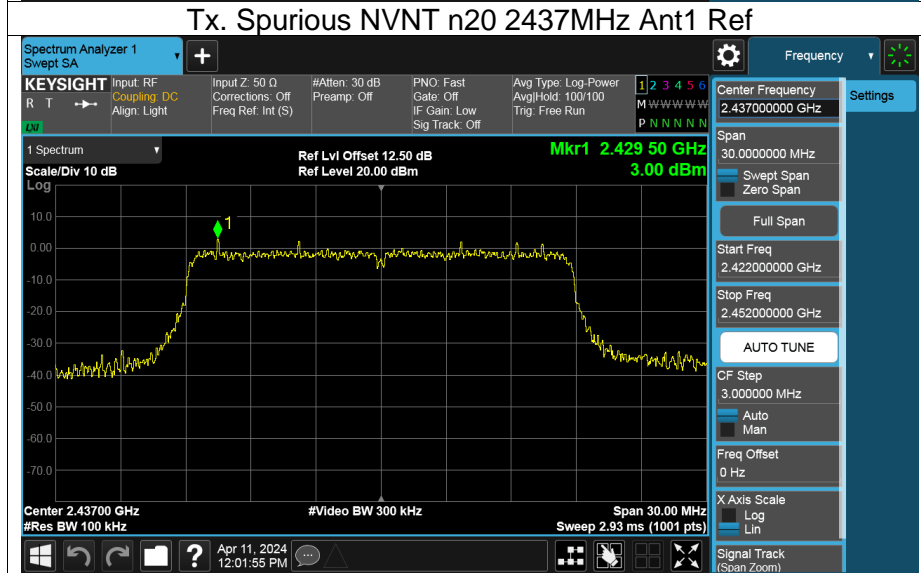 Tx. Spurious NVNT n20 2437MHz Ant1 Ref
Spectrum Analyzer 1
Swept SA
+
Frequency
KEYSIGHT
R T
LXI
Input: RF
Coupling: DC
Align: Light
Input Z: 50 Ω
Corrections: Off
Freq Ref: Int (S)
#Atten: 30 dB
Preamp: Off
PNO: Fast
Gate: Off
IF Gain: Low
Sig Track: Off
Avg Type: Log-Power
Avg|Hold: 100/100
Trig: Free Run
1 2 3 4 5 6
M W W W W W
P N N N N N
1 Spectrum
Scale/Div 10 dB
Log
Ref Lvl Offset 12.50 dB
Ref Level 20.00 dBm
Mkr1 2.429 50 GHz
3.00 dBm
1
10.0
0.00
-10.0
-20.0
-30.0
-40.0
-50.0
-60.0
-70.0
Center 2.43700 GHz
#Res BW 100 kHz
#Video BW 300 kHz
Span 30.00 MHz
Sweep 2.93 ms (1001 pts)
?
Apr 11, 2024
12:01:55 PM
Center Frequency
2.437000000 GHz
Span
30.0000000 MHz
Swept Span
Zero Span
Full Span
Start Freq
2.422000000 GHz
Stop Freq
2.452000000 GHz
AUTO TUNE
CF Step
3.000000 MHz
Auto
Man
Freq Offset
0 Hz
X Axis Scale
Log
Lin
Signal Track
(Span Zoom)
Settings